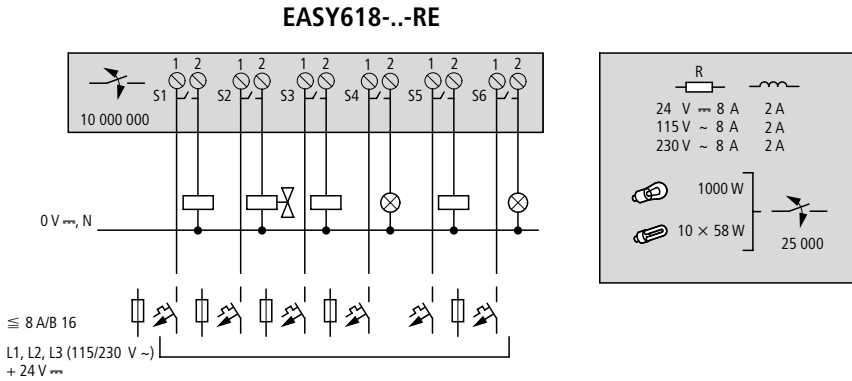 EASY618-..-RE
1 2 1 2 1 2 1 2 1 2 1 2
S1 S2 S3 S4 S5 S6
10 000 000
0 V ⎓, N
≦ 8 A/B 16
L1, L2, L3 (115/230 V ~)
+ 24 V ⎓
R
24 V ⎓ 8 A 2 A
115 V ~ 8 A 2 A
230 V ~ 8 A 2 A
1000 W
10 × 58 W
25 000